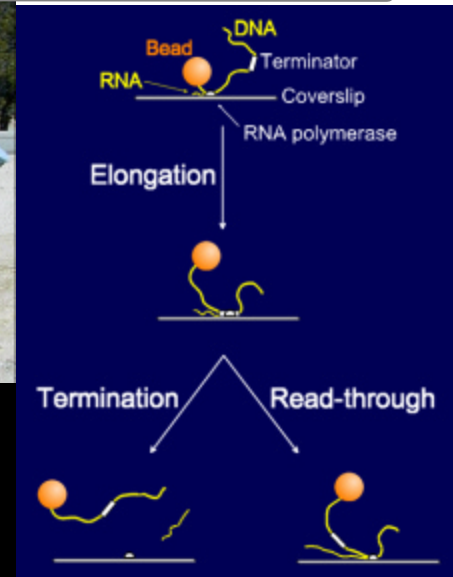 DNA
Bead
Terminator
RNA
Coverslip
RNA polymerase
Elongation
Termination
Read-through